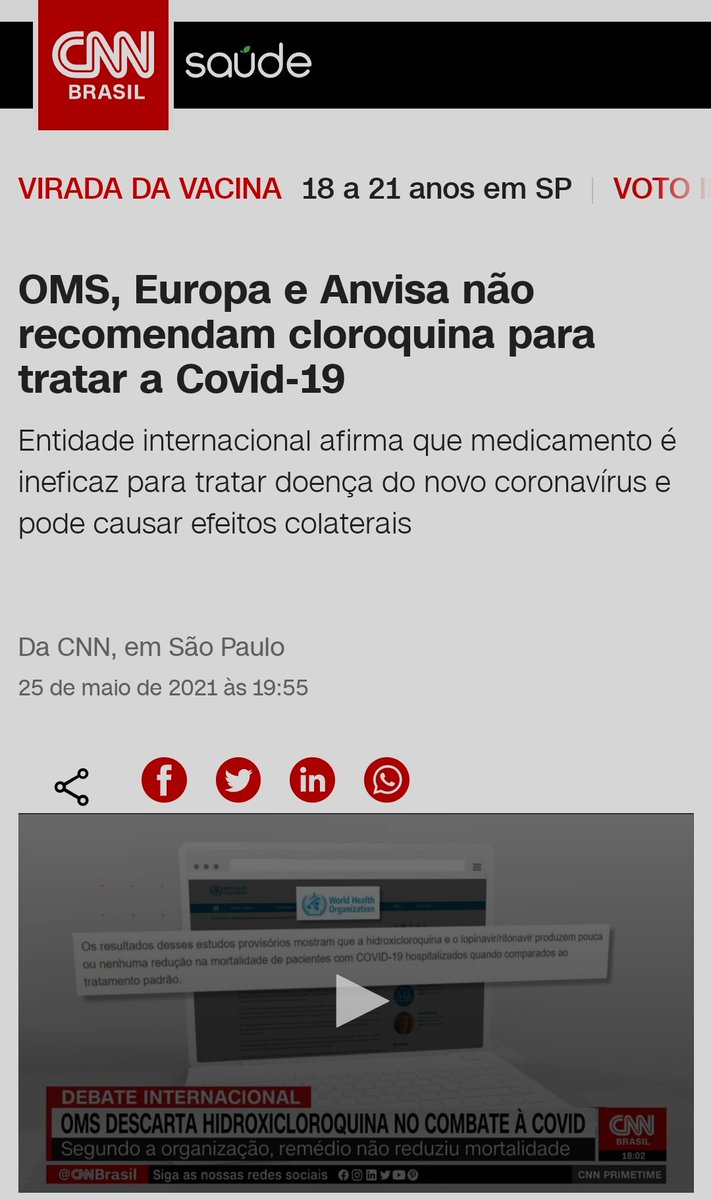 CNN
BRASIL
saúde
VIRADA DA VACINA 18 a 21 anos em SP | VOTO
OMS, Europa e Anvisa não
recomendam cloroquina para
tratar a Covid-19
Entidade internacional afirma que medicamento é
ineficaz para tratar doença do novo coronavírus e
pode causar efeitos colaterais
Da CNN, em São Paulo
25 de maio de 2021 às 19:55
World Health
Organization
Os resultados desses estudos provisórios mostram que a hidroxicloroquina e o lopinavir/ritonavir produzem pouca
ou nenhuma redução na mortalidade de pacientes com COVID-19 hospitalizados quando comparados ao
tratamento padrão.
DEBATE INTERNACIONAL
OMS DESCARTA HIDROXICLOROQUINA NO COMBATE À COVID
Segundo a organização, remédio não reduziu mortalidade
CNN
BRASIL
18:02
@CNNBrasil Siga as nossas redes sociais
CNN PRIMETIME